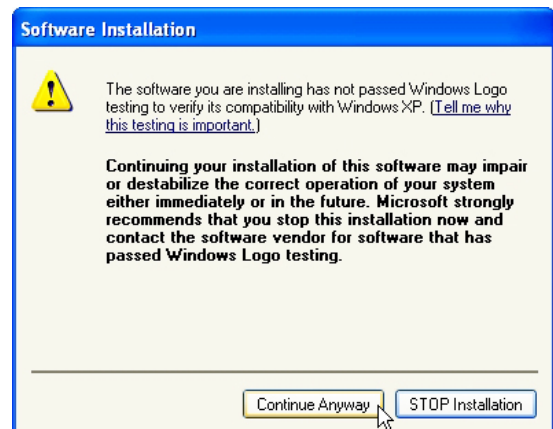 Software Installation
The software you are installing has not passed Windows Logo
testing to verify its compatibility with Windows XP. (Tell me why
this testing is important.)
Continuing your installation of this software may impair
or destabilize the correct operation of your system
either immediately or in the future. Microsoft strongly
recommends that you stop this installation now and
contact the software vendor for software that has
passed Windows Logo testing.
Continue Anyway STOP Installation